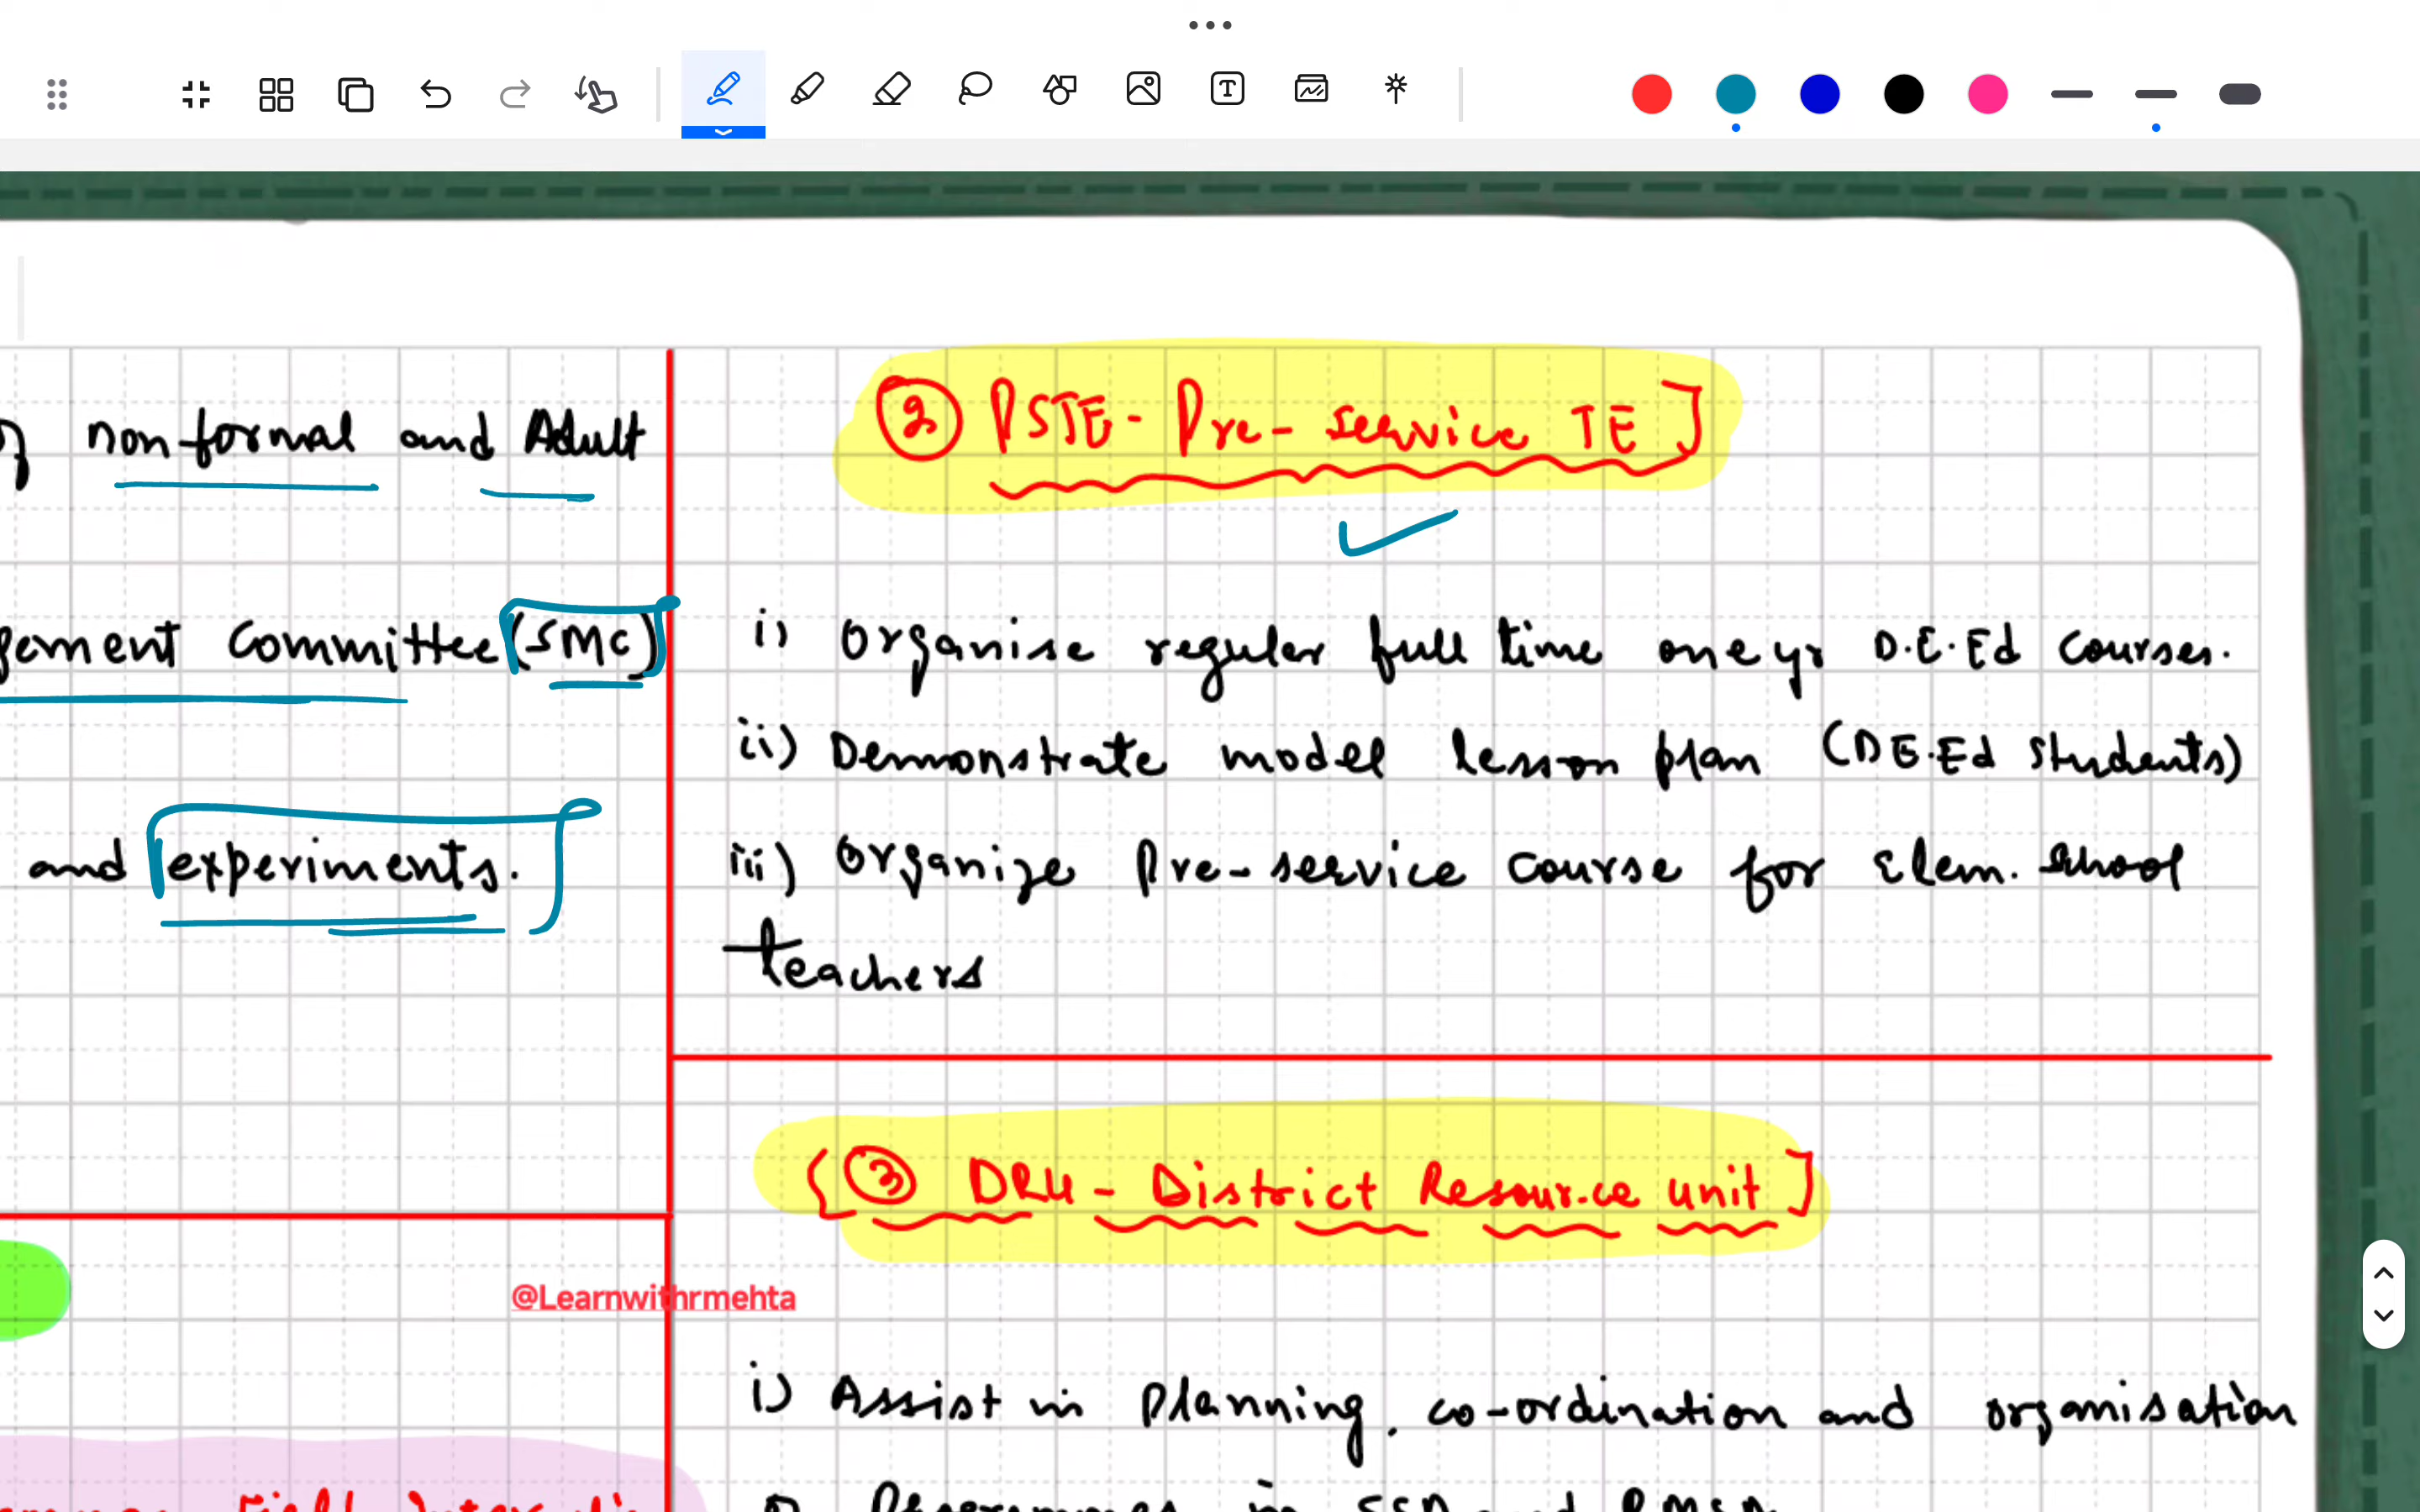 non formal and Adult
gement Committee (SMC)
and experiments.
② PSTE - Pre-service TE]
i) Organise regular full time one yr D.E.Ed Courses.
ii) Demonstrate model lesson plan (DE.Ed students)
iii) Organize Pre-service course for Elem. School
teachers
[③ DRU - District Resource unit]
@Learnwithrmehta
i) Assist in Planning, co-ordination and organisation